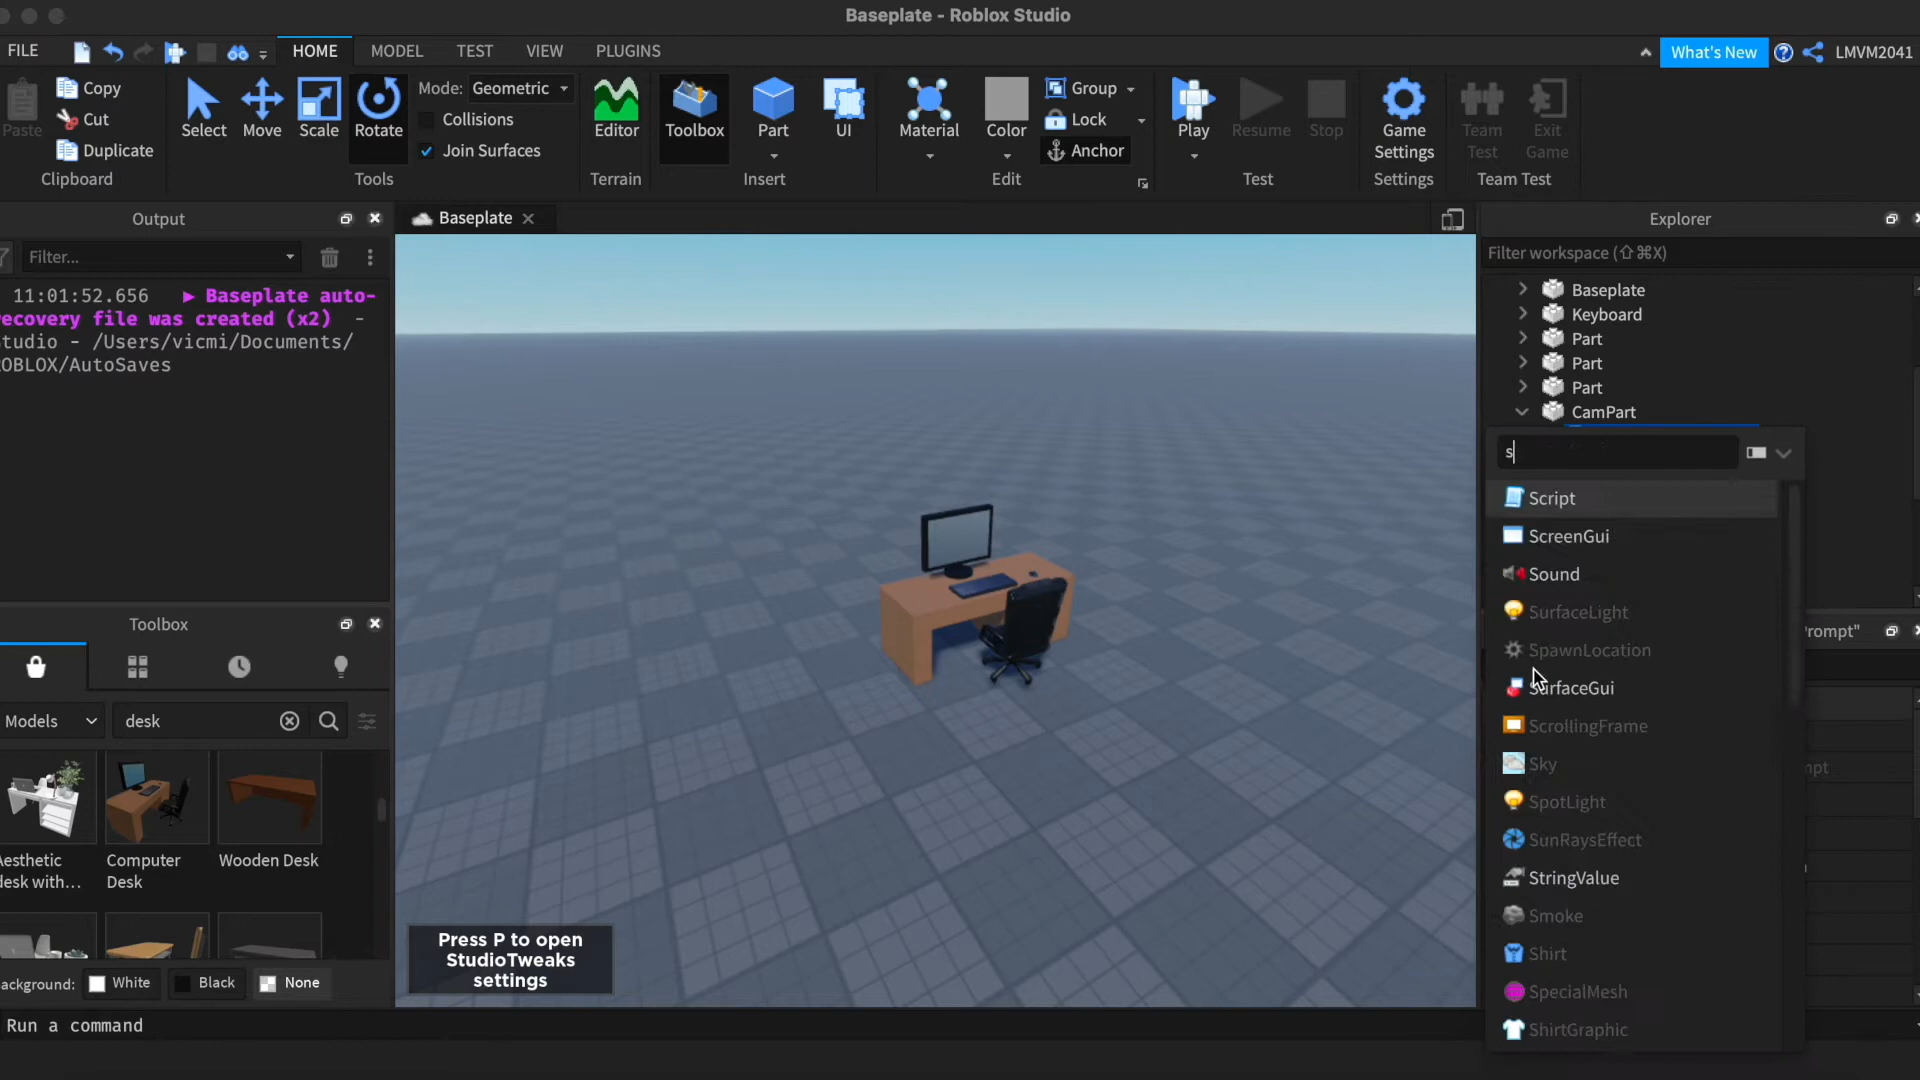 Baseplate - Roblox Studio
FILE
HOME
MODEL
TEST
VIEW
PLUGINS
What's New
LMVM2041
Paste
Copy
Cut
Duplicate
Clipboard
Select
Move
Scale
Rotate
Mode: Geometric
Collisions
Join Surfaces
Tools
Editor
Terrain
Toolbox
Part
UI
Insert
Material
Color
Group
Lock
Anchor
Edit
Play
Resume
Stop
Test
Game
Settings
Settings
Team
Test
Exit
Game
Team Test
Output
Filter...
11:01:52.656 ▶ Baseplate auto-
ecovery file was created (x2) -
tudio - /Users/vicmi/Documents/
OBLOX/AutoSaves
Baseplate
Press P to open
StudioTweaks
settings
Toolbox
Models
desk
Aesthetic
desk with...
Computer
Desk
Wooden Desk
ackground:
White
Black
None
Run a command
Explorer
Filter workspace (⇧⌘X)
Baseplate
Keyboard
Part
Part
Part
CamPart
s
Script
ScreenGui
Sound
SurfaceLight
SpawnLocation
SurfaceGui
ScrollingFrame
Sky
SpotLight
SunRaysEffect
StringValue
Smoke
Shirt
SpecialMesh
ShirtGraphic
rompt"
mpt